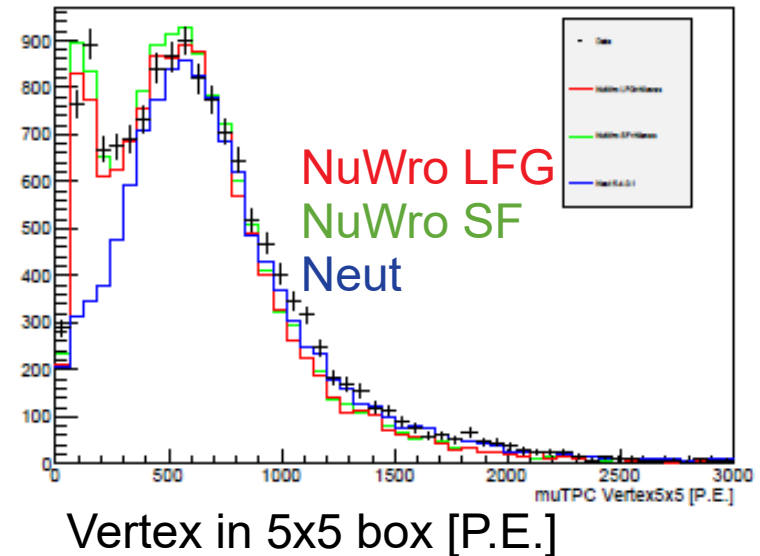 900
800
700
600
500
400
300
200
100
0
0 500 1000 1500 2000 2500 3000
Data
NuWro LFG
NuWro SF
Neut
muTPC Vertex5x5 [P.E.]
Vertex in 5x5 box [P.E.]